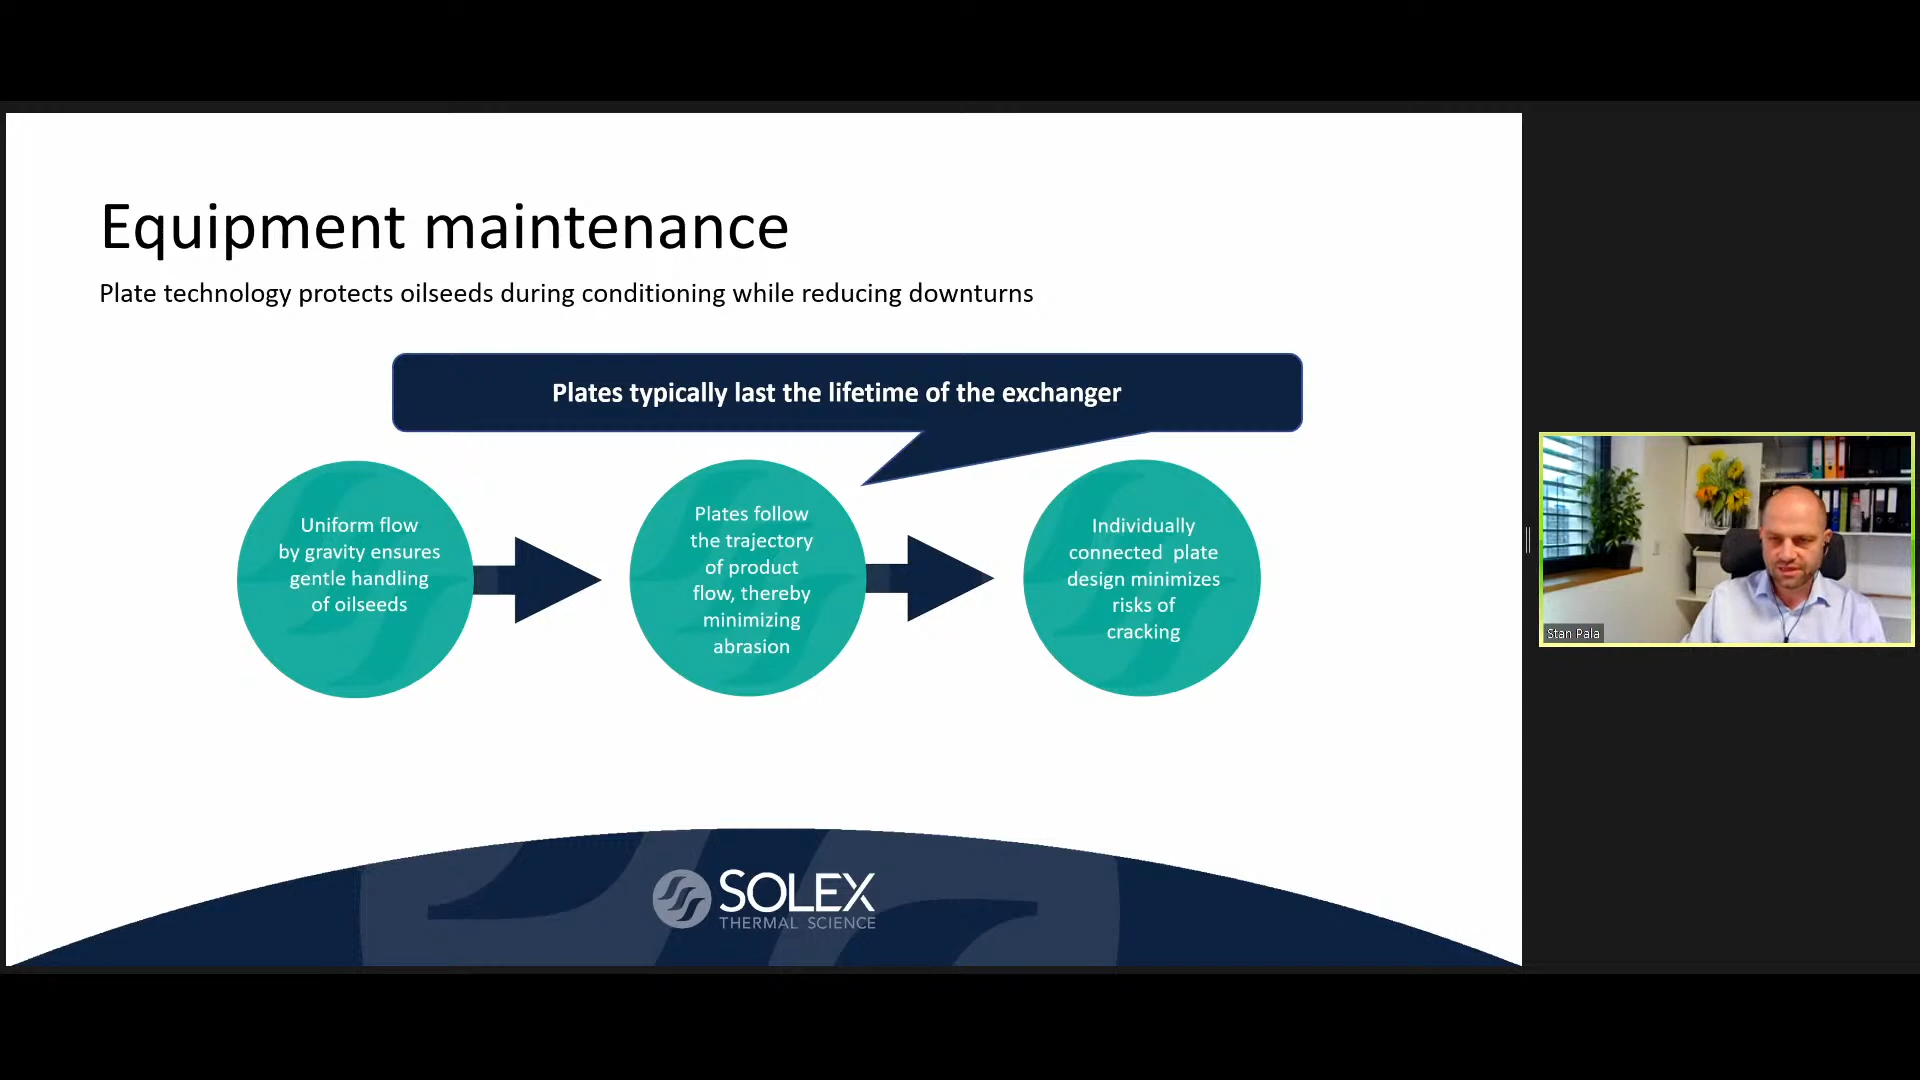 Equipment maintenance
Plate technology protects oilseeds during conditioning while reducing downturns
Plates typically last the lifetime of the exchanger
Uniform flow
by gravity ensures
gentle handling
of oilseeds
Plates follow
the trajectory
of product
flow, thereby
minimizing
abrasion
Individually
connected plate
design minimizes
risks of
cracking
SOLEX
THERMAL SCIENCE
Stan Pala